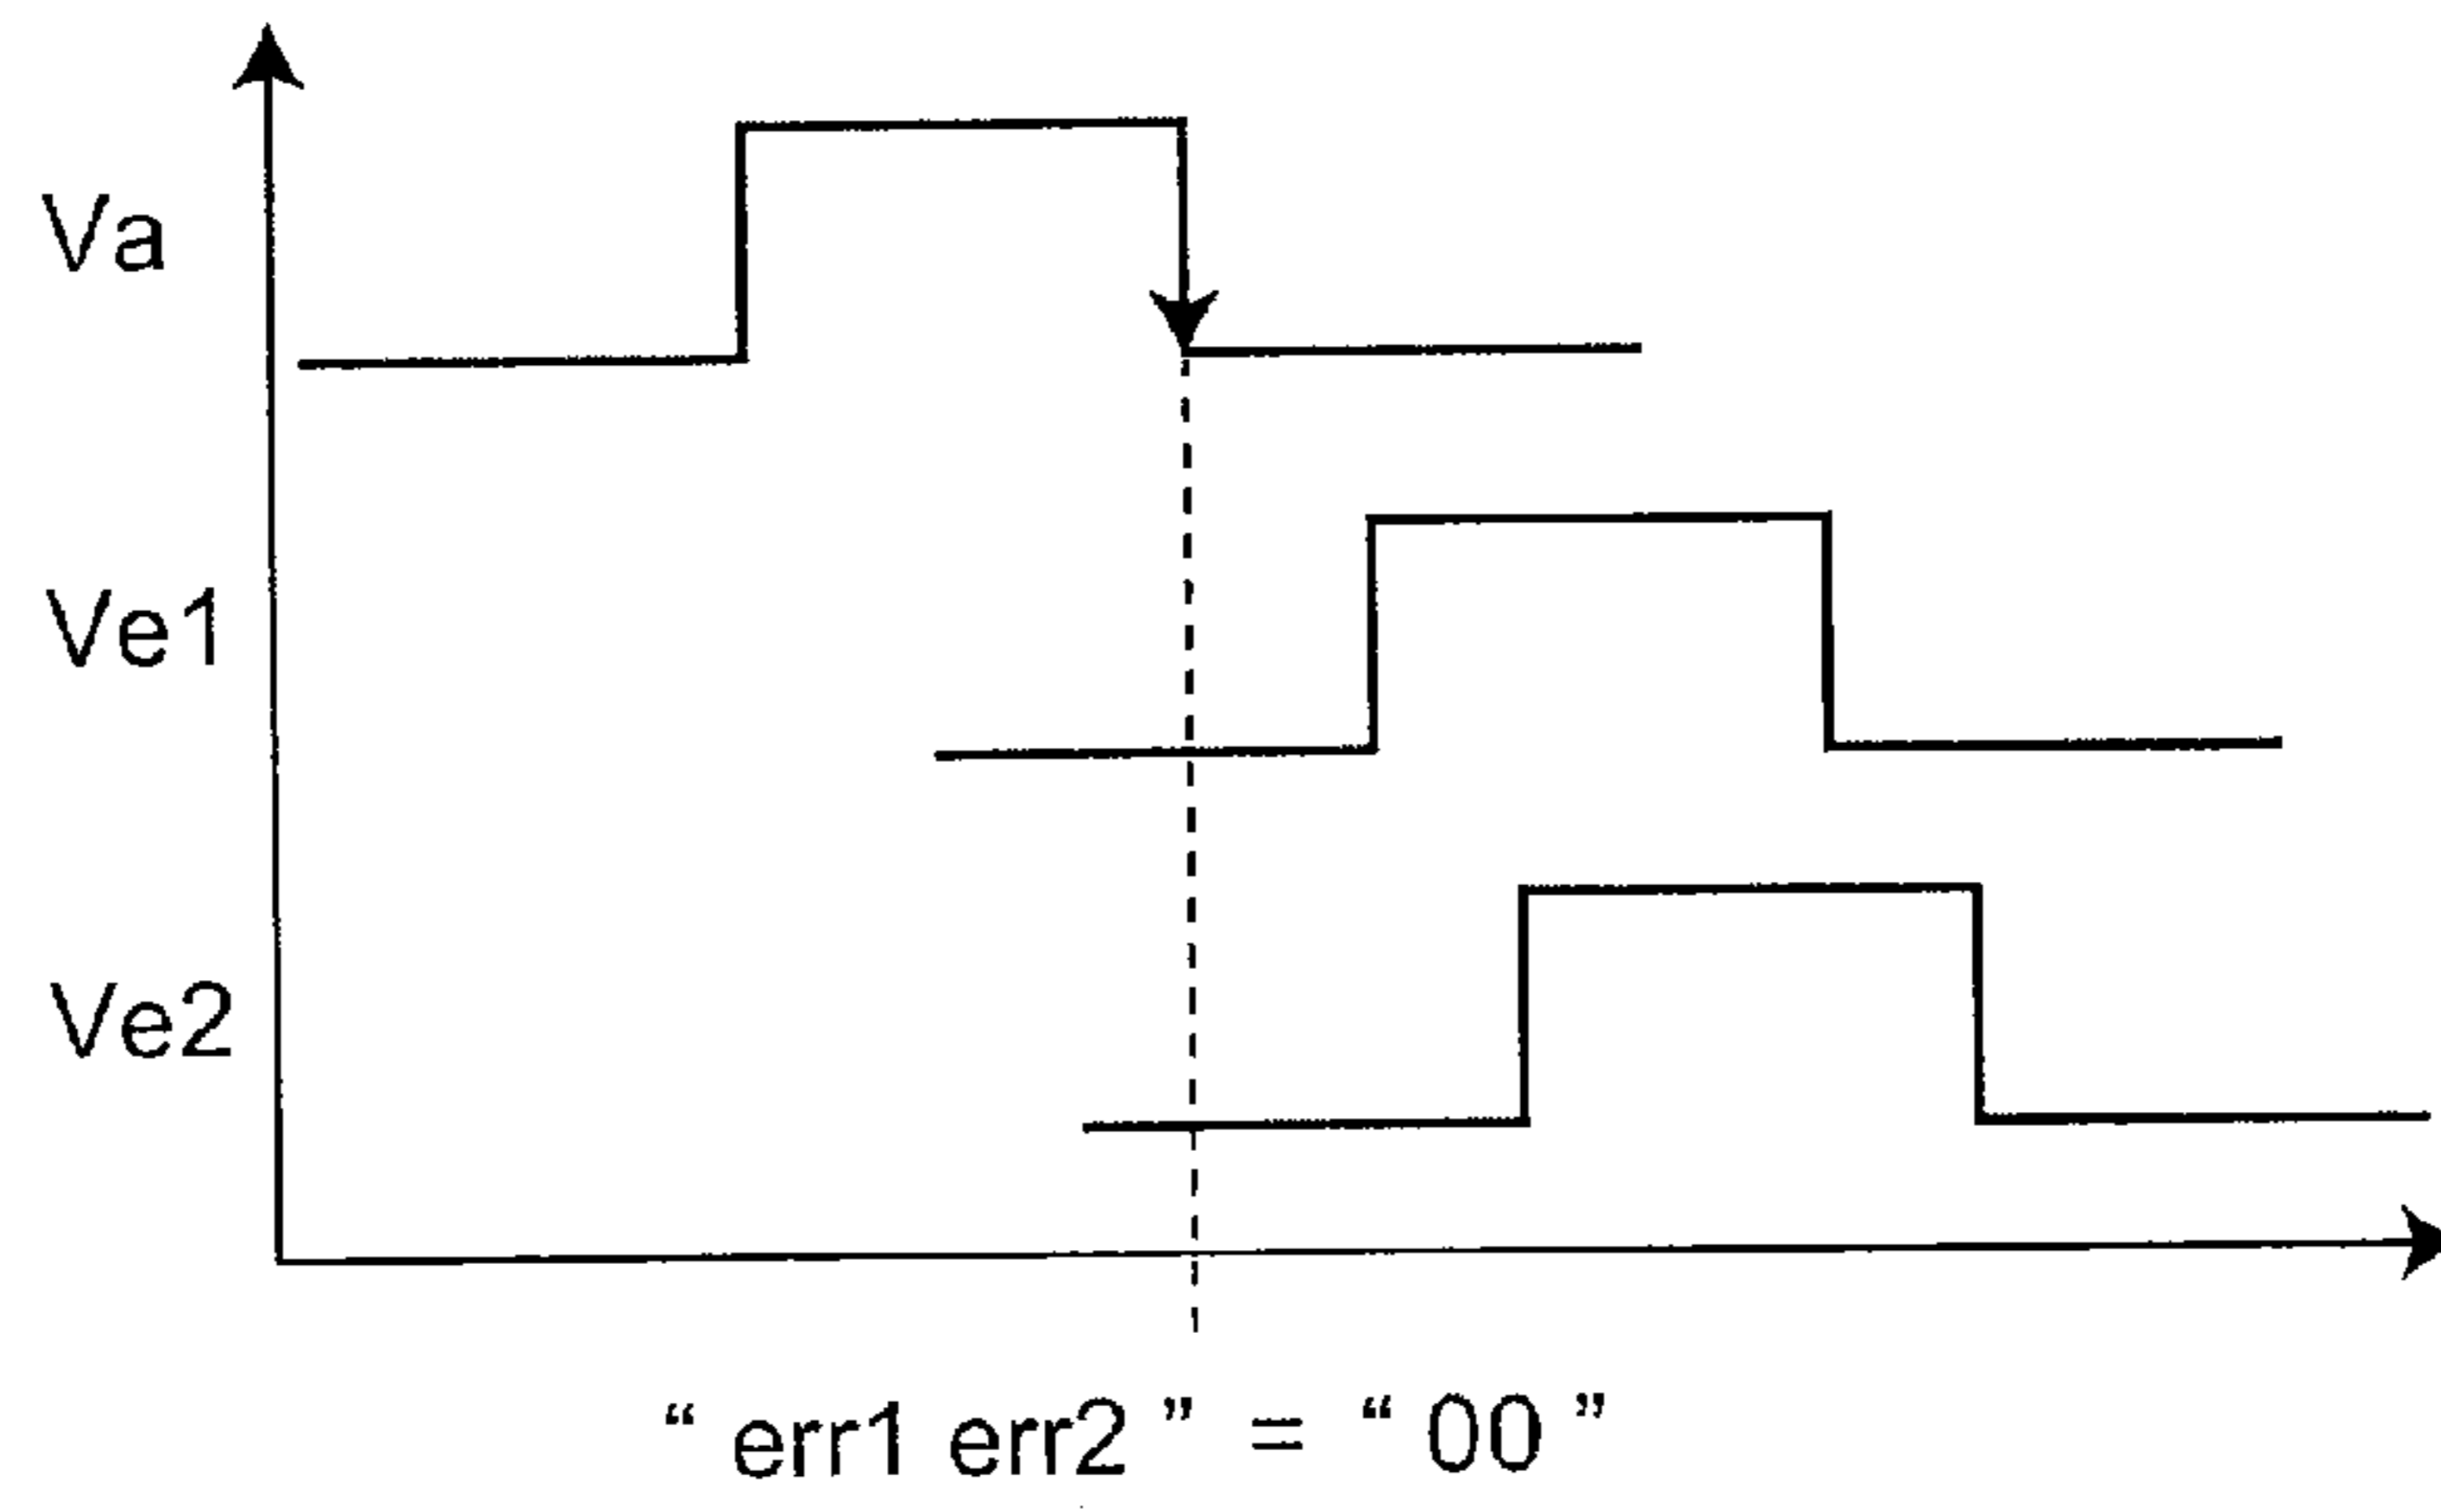 Va
Ve1
Ve2
“ err1 err2 ” = “ 00 ”